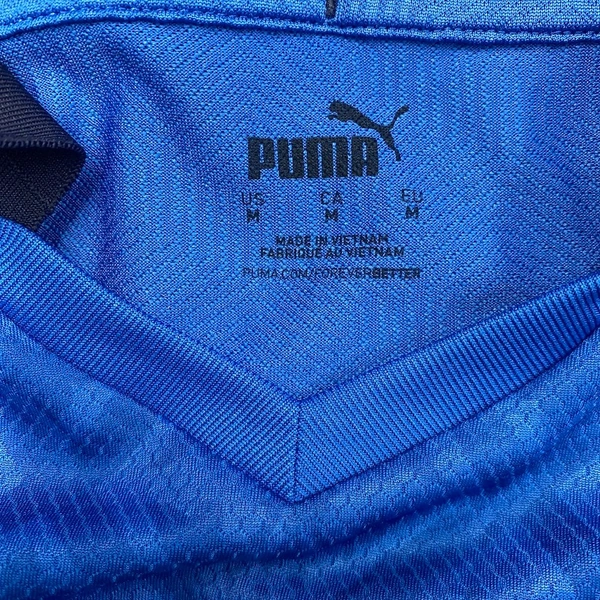 PUMA
US CA EU
M M M
MADE IN VIETNAM
FABRIQUÉ AU VIETNAM
PUMA.COM/FOREVERBETTER